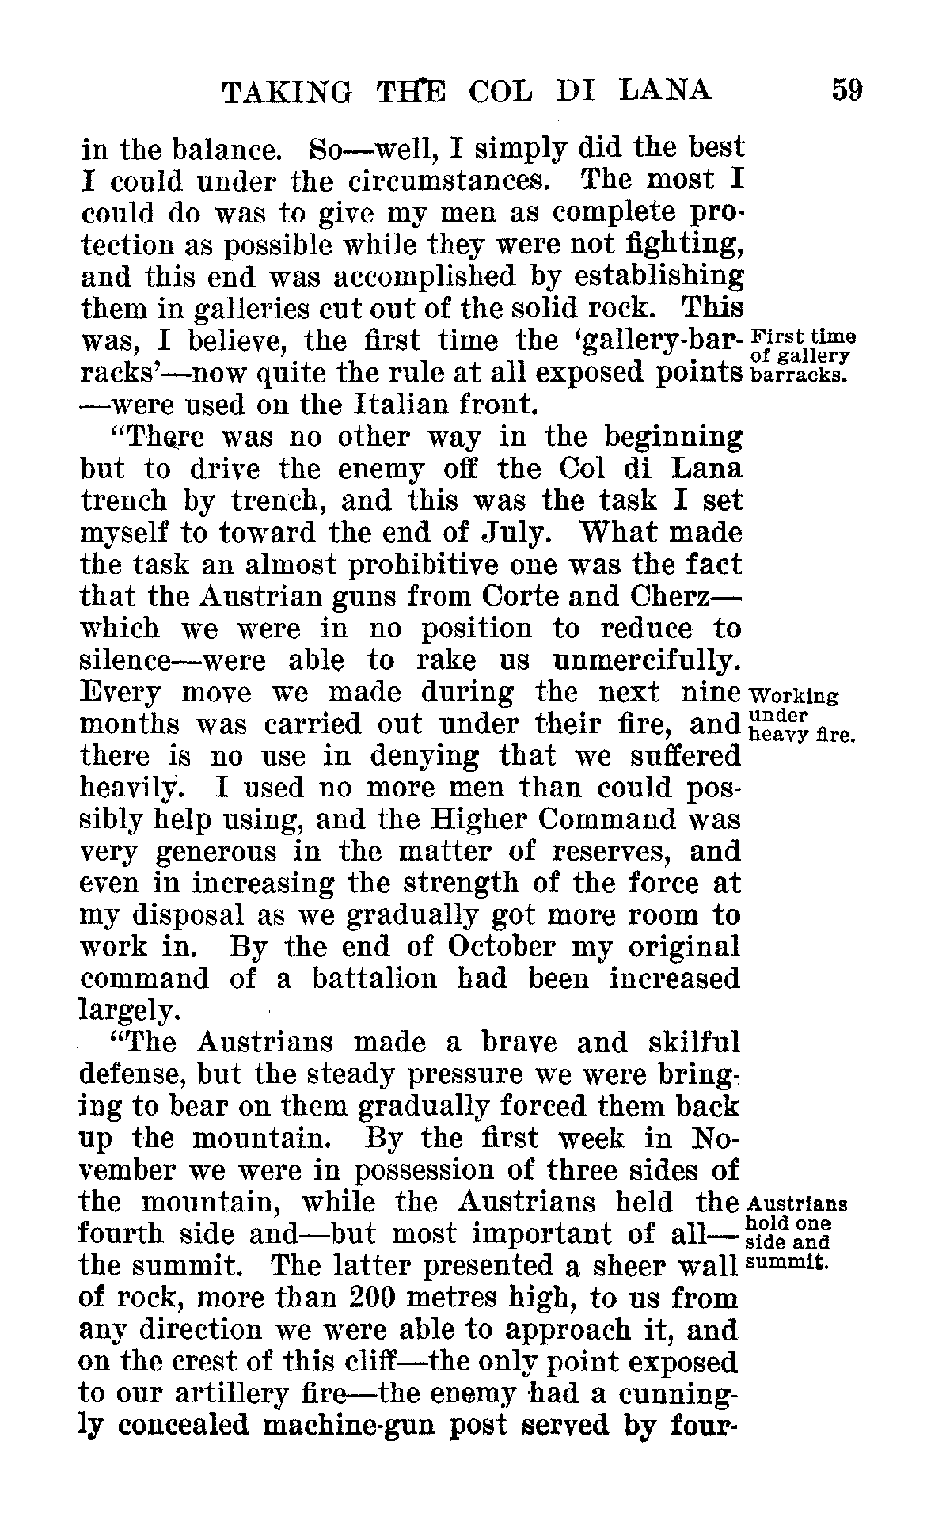 TAKING THE COL DI LANA 59
in the balance. So—well, I simply did the best
I could under the circumstances. The most I
could do was to give my men as complete pro-
tection as possible while they were not fighting,
and this end was accomplished by establishing
them in galleries cut out of the solid rock. This
was, I believe, the first time the 'gallery-bar-
racks'—now quite the rule at all exposed points
—were used on the Italian front.
First time
of gallery
barracks.
"There was no other way in the beginning
but to drive the enemy off the Col di Lana
trench by trench, and this was the task I set
myself to toward the end of July. What made
the task an almost prohibitive one was the fact
that the Austrian guns from Corte and Cherz—
which we were in no position to reduce to
silence—were able to rake us unmercifully.
Every move we made during the next nine
months was carried out under their fire, and
there is no use in denying that we suffered
heavily. I used no more men than could pos-
sibly help using, and the Higher Command was
very generous in the matter of reserves, and
even in increasing the strength of the force at
my disposal as we gradually got more room to
work in. By the end of October my original
command of a battalion had been increased
largely.
Working
under
heavy fire.
"The Austrians made a brave and skilful
defense, but the steady pressure we were bring-
ing to bear on them gradually forced them back
up the mountain. By the first week in No-
vember we were in possession of three sides of
the mountain, while the Austrians held the
fourth side and—but most important of all—
the summit. The latter presented a sheer wall
of rock, more than 200 metres high, to us from
any direction we were able to approach it, and
on the crest of this cliff—the only point exposed
to our artillery fire—the enemy had a cunning-
ly concealed machine-gun post served by four-
Austrians
hold one
side and
summit.